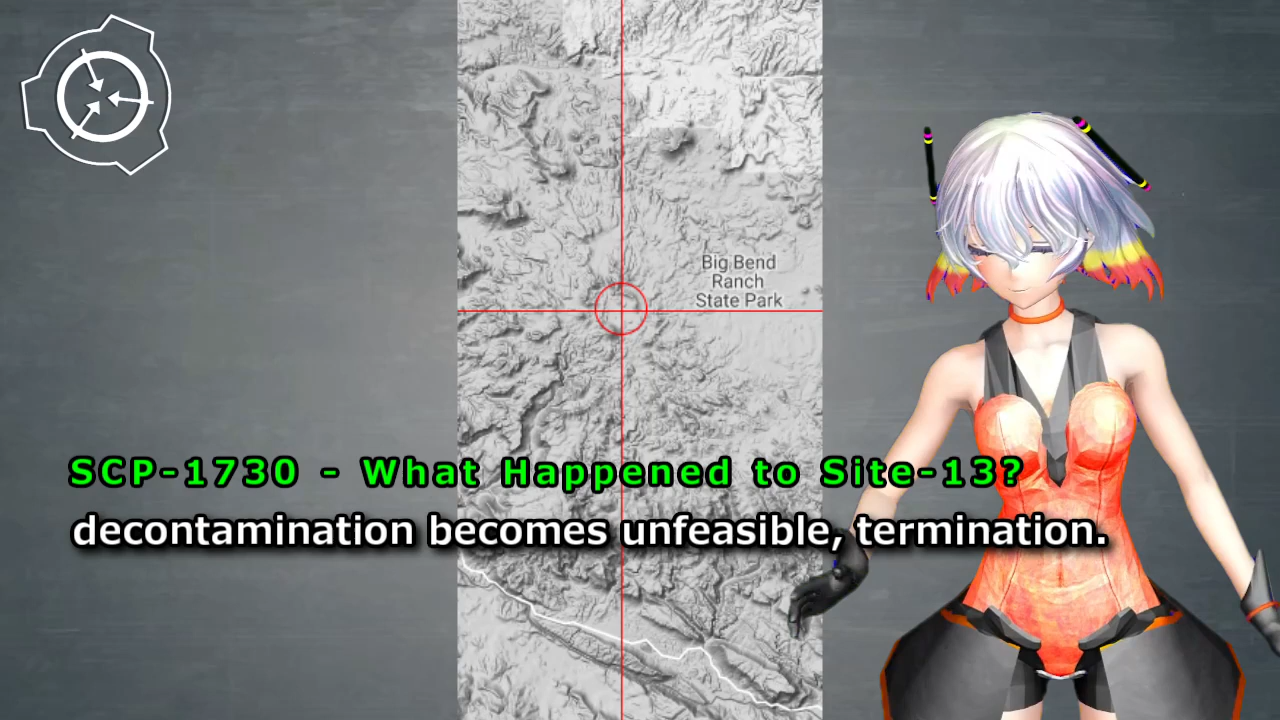 Big Bend
Ranch
State Park
SCP-1730 - What Happened to Site-13?
decontamination becomes unfeasible, termination.